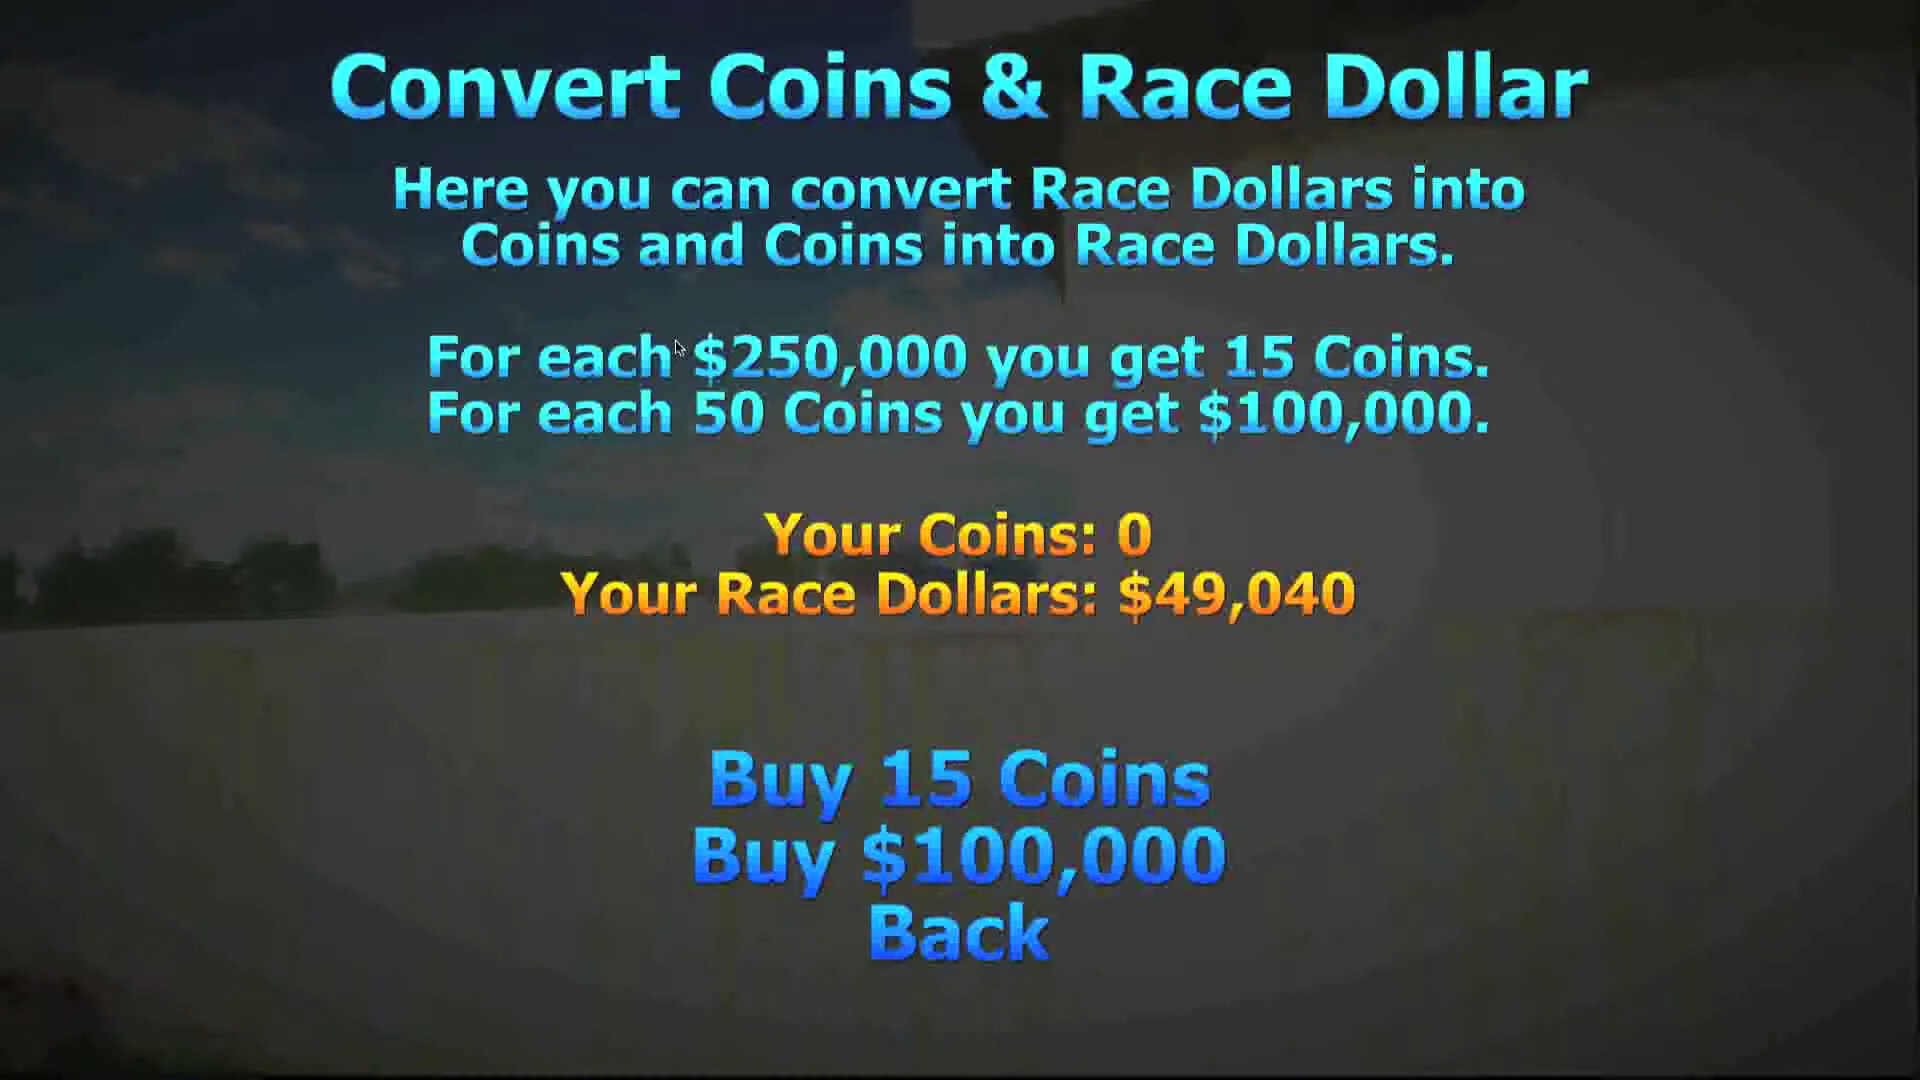 Convert Coins & Race Dollar
Here you can convert Race Dollars into
Coins and Coins into Race Dollars.
For each $250,000 you get 15 Coins.
For each 50 Coins you get $100,000.
Your Coins: 0
Your Race Dollars: $49,040
Buy 15 Coins
Buy $100,000
Back